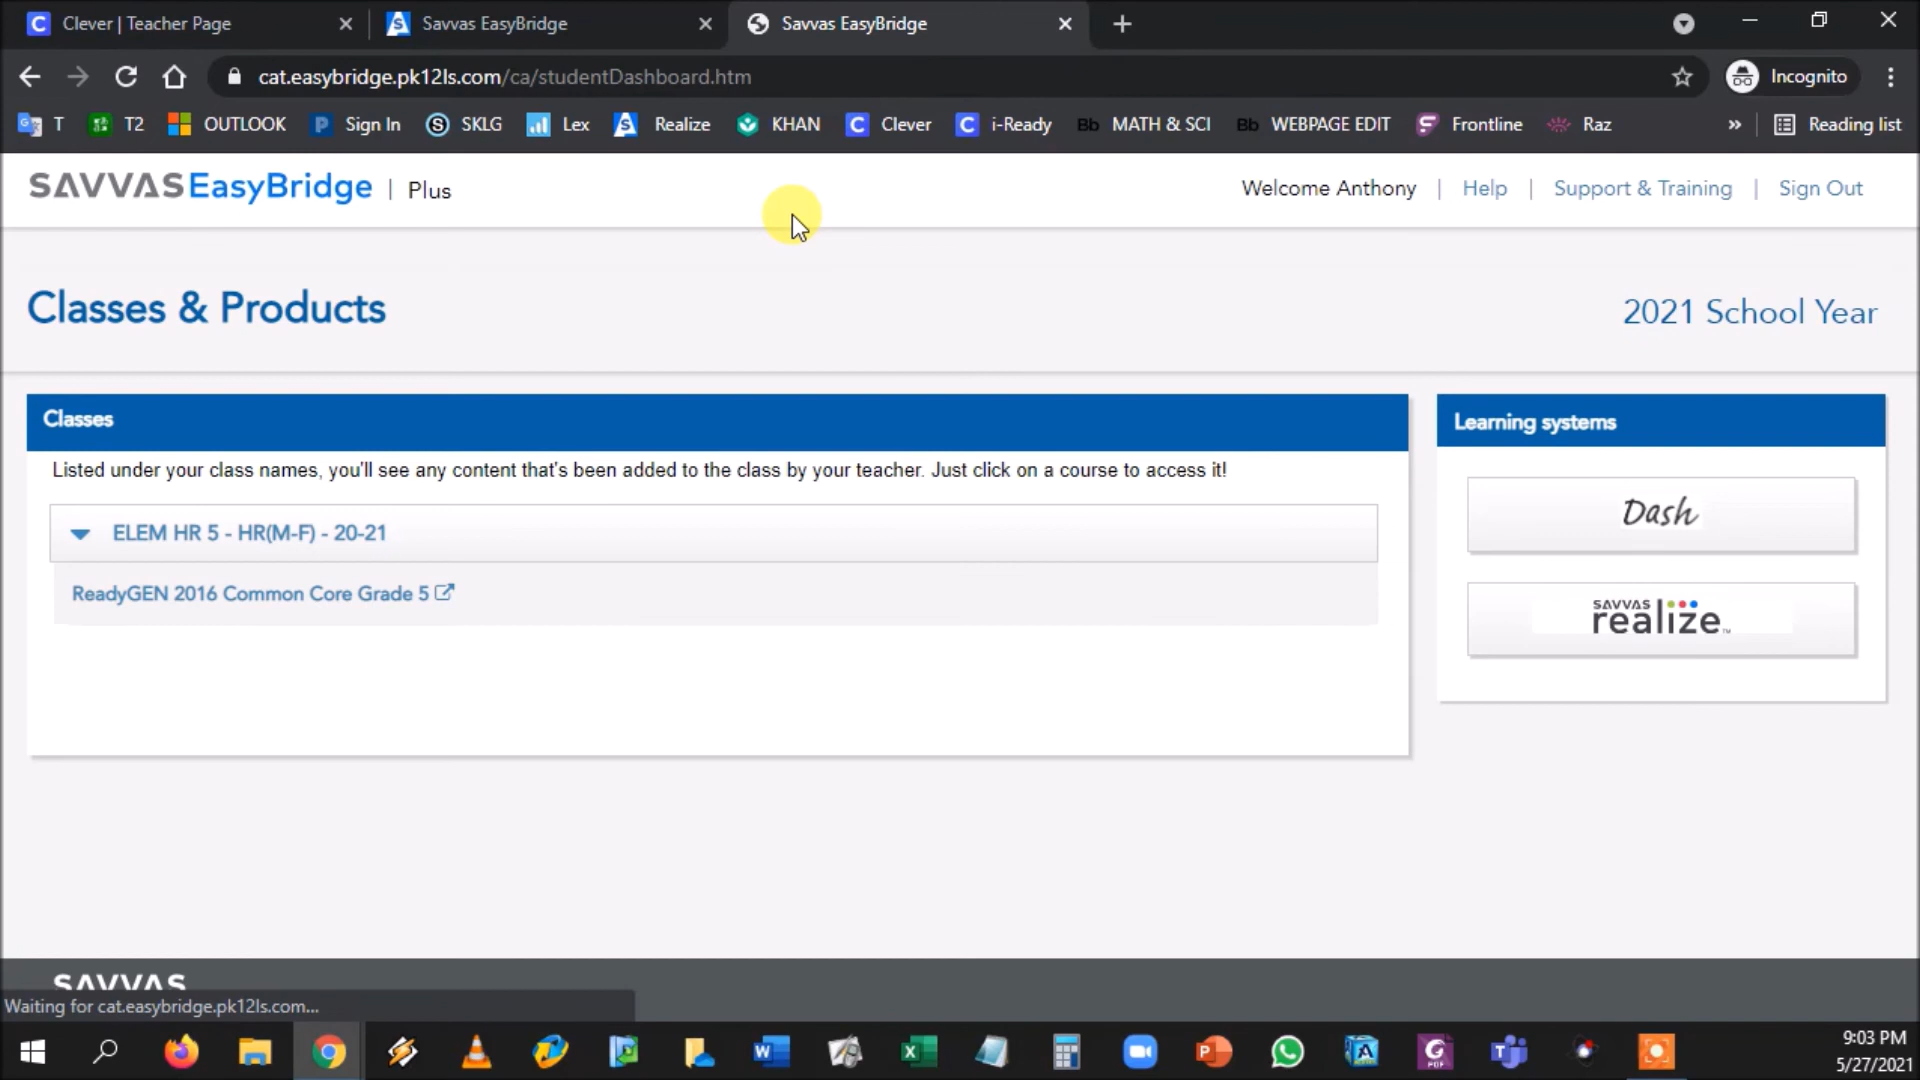 Clever | Teacher Page
Savvas EasyBridge
Savvas EasyBridge
cat.easybridge.pk12ls.com/ca/studentDashboard.htm
Incognito
T
T2
OUTLOOK
Sign In
SKLG
Lex
Realize
KHAN
Clever
i-Ready
Bb MATH & SCI
Bb WEBPAGE EDIT
Frontline
Raz
»
Reading list
SAVVAS EasyBridge | Plus
Welcome Anthony | Help | Support & Training | Sign Out
Classes & Products
2021 School Year
Classes
Learning systems
Listed under your class names, you'll see any content that's been added to the class by your teacher. Just click on a course to access it!
ELEM HR 5 - HR(M-F) - 20-21
ReadyGEN 2016 Common Core Grade 5
Dash
SAVVAS
realize™
SAVVAS
Waiting for cat.easybridge.pk12ls.com...
9:03 PM
5/27/2021